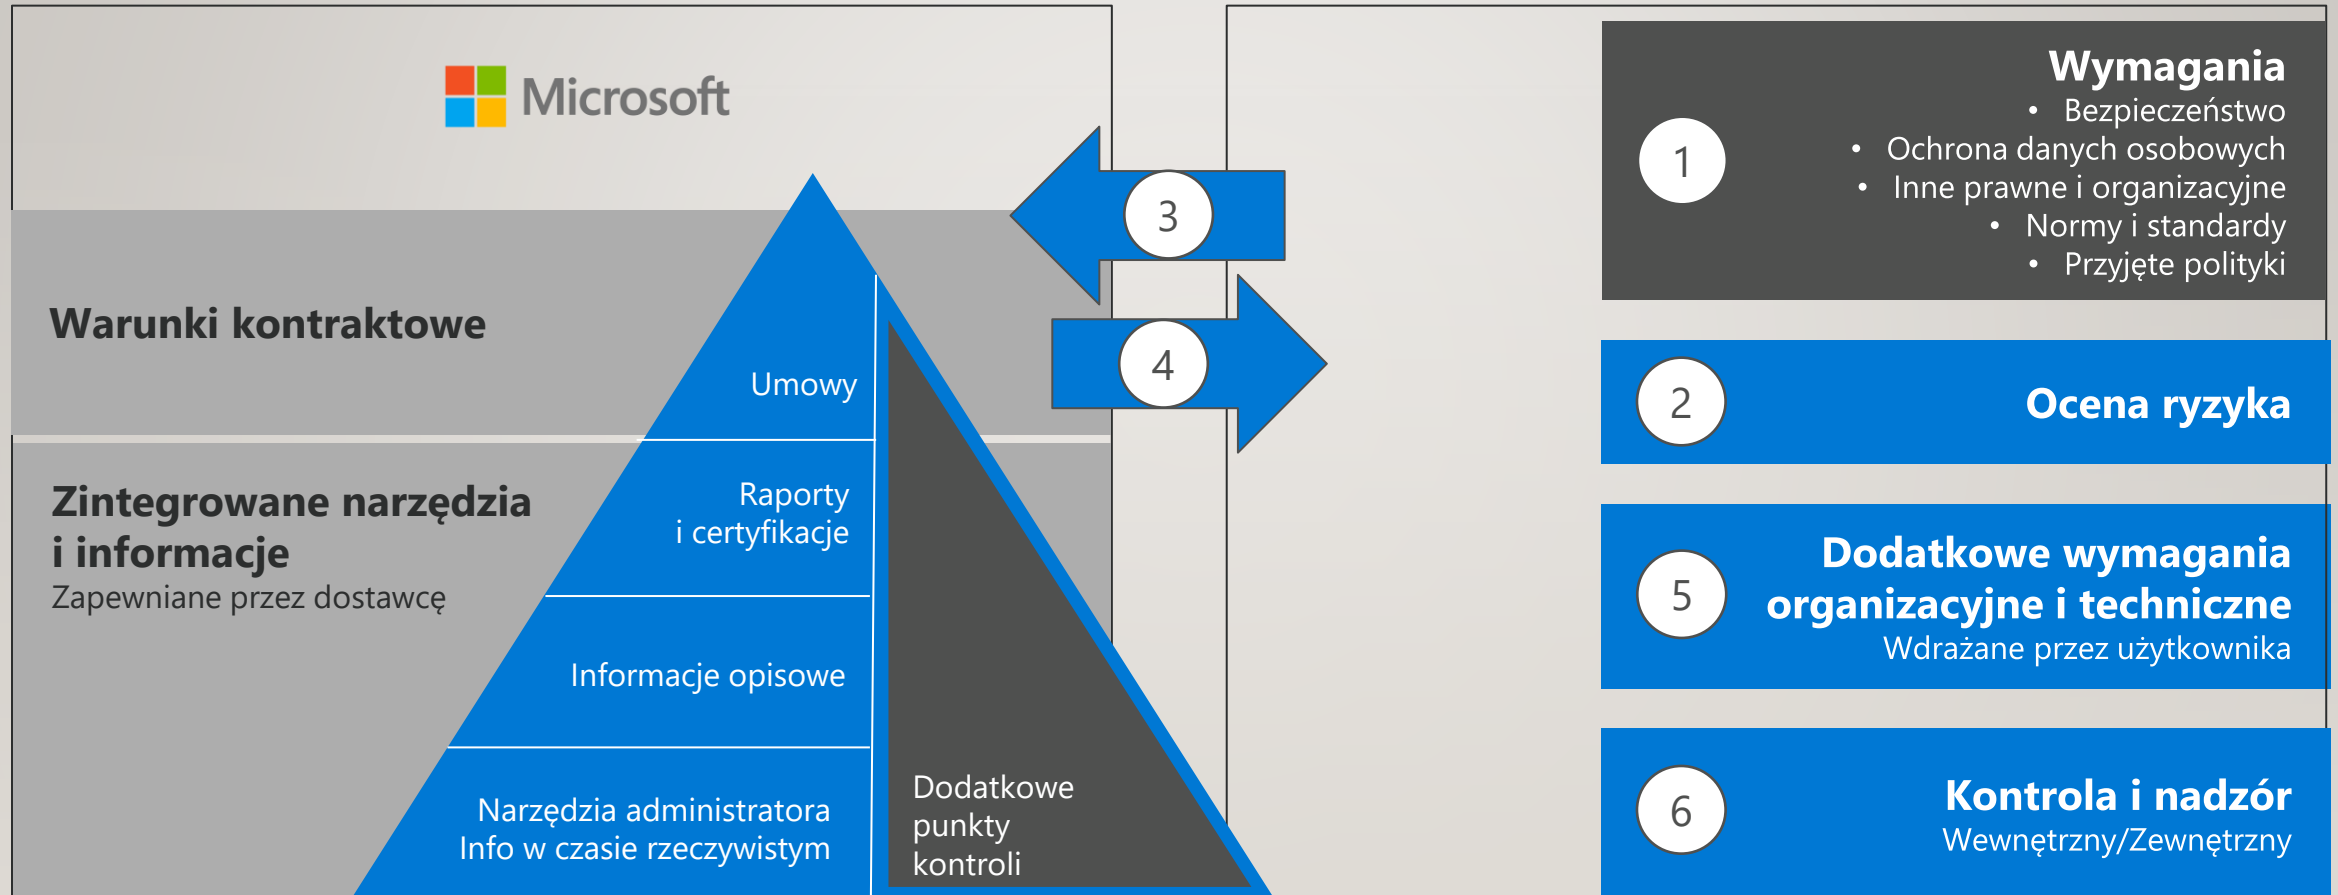 Microsoft
Warunki kontraktowe
Zintegrowane narzędzia
i informacje
Zapewniane przez dostawcę
Umowy
Raporty
i certyfikacje
Informacje opisowe
Narzędzia administratora
Info w czasie rzeczywistym
Dodatkowe
punkty
kontroli
3
4
1
Wymagania
• Bezpieczeństwo
• Ochrona danych osobowych
• Inne prawne i organizacyjne
• Normy i standardy
• Przyjęte polityki
2
Ocena ryzyka
5
Dodatkowe wymagania
organizacyjne i techniczne
Wdrażane przez użytkownika
6
Kontrola i nadzór
Wewnętrzny/Zewnętrzny